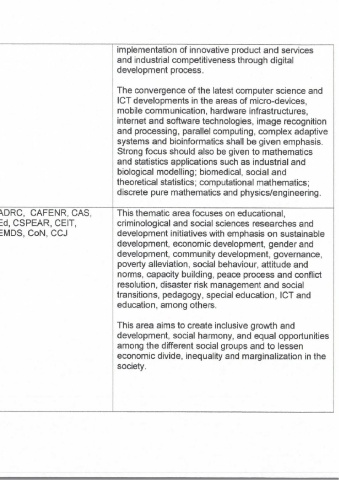 implementation of innovative product and services
and industrial competitiveness through digital
development process.
The convergence of the latest computer science and
ICT developments in the areas of micro-devices,
mobile communication, hardware infrastructures,
internet and software technologies, image recognition
and processing, parallel computing, complex adaptive
systems and bioinformatics shall be given emphasis.
Strong focus should also be given to mathematics
and statistics applications such as industrial and
biological modelling; biomedical, social and
theoretical statistics; computational mathematics;
discrete pure mathematics and physics/engineering.
ADRC, CAFENR, CAS,
Ed, CSPEAR, CEIT,
EMDS, CoN, CCJ
This thematic area focuses on educational,
criminological and social sciences researches and
development initiatives with emphasis on sustainable
development, economic development, gender and
development, community development, governance,
poverty alleviation, social behaviour, attitude and
norms, capacity building, peace process and conflict
resolution, disaster risk management and social
transitions, pedagogy, special education, ICT and
education, among others.
This area aims to create inclusive growth and
development, social harmony, and equal opportunities
among the different social groups and to lessen
economic divide, inequality and marginalization in the
society.